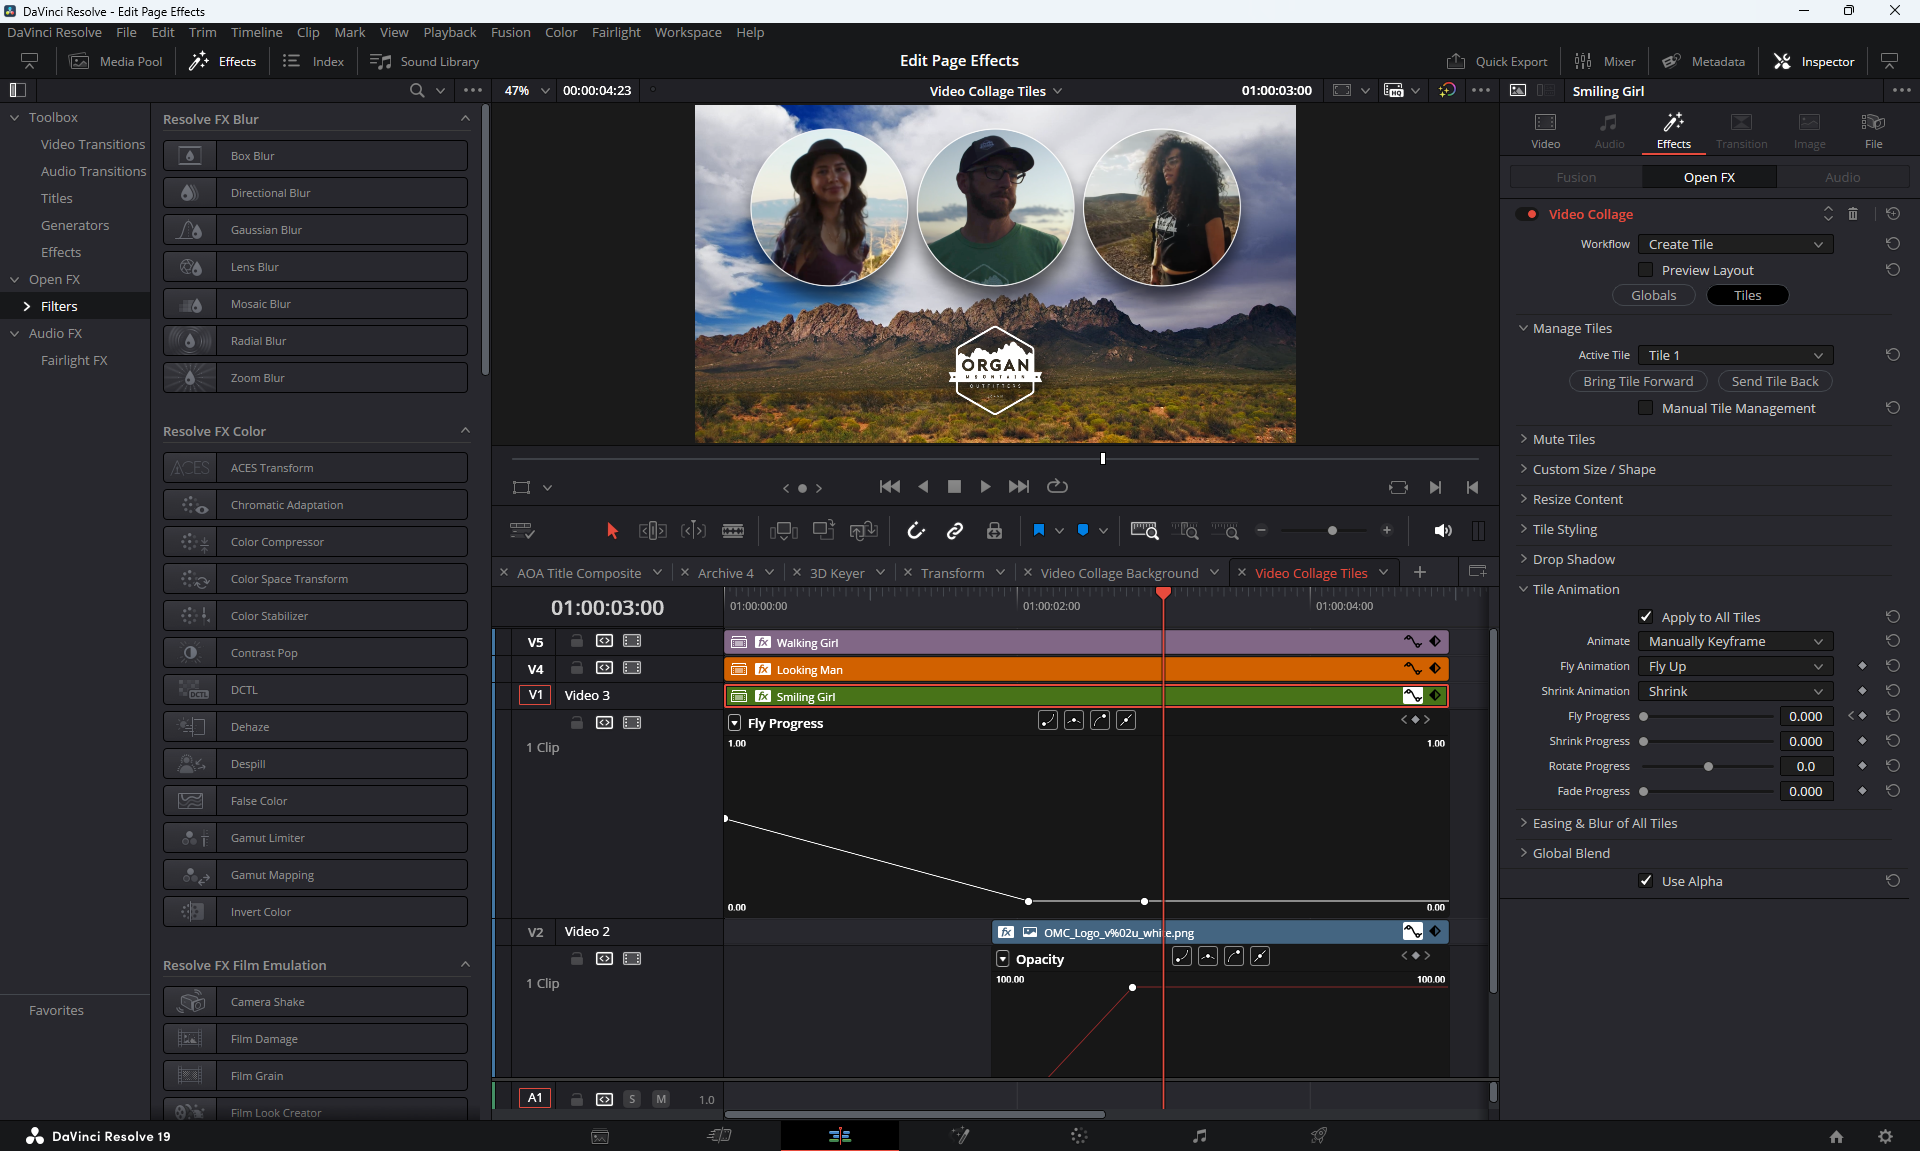 DaVinci Resolve - Edit Page Effects
DaVinci Resolve File Edit Trim Timeline Clip Mark View Playback Fusion Color Fairlight Workspace Help
Media Pool Effects Index Sound Library Edit Page Effects Quick Export Mixer Metadata Inspector
47% 00:00:04:23 Video Collage Tiles 01:00:03:00 Smiling Girl
Toolbox
Video Transitions
Audio Transitions
Titles
Generators
Effects
Open FX
Filters
Audio FX
Fairlight FX
Favorites
Resolve FX Blur
Box Blur
Directional Blur
Gaussian Blur
Lens Blur
Mosaic Blur
Radial Blur
Zoom Blur
Resolve FX Color
ACES Transform
Chromatic Adaptation
Color Compressor
Color Space Transform
Color Stabilizer
Contrast Pop
DCTL
Dehaze
Despill
False Color
Gamut Limiter
Gamut Mapping
Invert Color
Resolve FX Film Emulation
Camera Shake
Film Damage
Film Grain
Film Look Creator
ORGAN
MOUNTAIN
OUTFITTERS
AOA Title Composite Archive 4 3D Keyer Transform Video Collage Background Video Collage Tiles
01:00:03:00 01:00:00:00 01:00:02:00 01:00:04:00
V5 fx Walking Girl
V4 fx Looking Man
V1 Video 3 fx Smiling Girl
Fly Progress
1 Clip
1.00 1.00
0.00 0.00
V2 Video 2 fx OMC_Logo_v%02u_white.png
Opacity
1 Clip
100.00 100.00
A1 S M 1.0
Video Audio Effects Transition Image File
Fusion Open FX Audio
Video Collage
Workflow Create Tile
Preview Layout
Globals Tiles
Manage Tiles
Active Tile Tile 1
Bring Tile Forward Send Tile Back
Manual Tile Management
Mute Tiles
Custom Size / Shape
Resize Content
Tile Styling
Drop Shadow
Tile Animation
Apply to All Tiles
Animate Manually Keyframe
Fly Animation Fly Up
Shrink Animation Shrink
Fly Progress 0.000
Shrink Progress 0.000
Rotate Progress 0.0
Fade Progress 0.000
Easing & Blur of All Tiles
Global Blend
Use Alpha
DaVinci Resolve 19